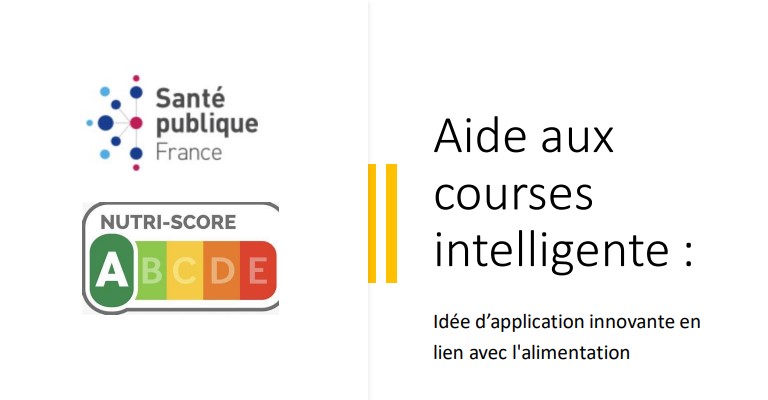 Santé
publique
France
NUTRI-SCORE
A B C D E
Aide aux
courses
intelligente :
Idée d’application innovante en
lien avec l'alimentation